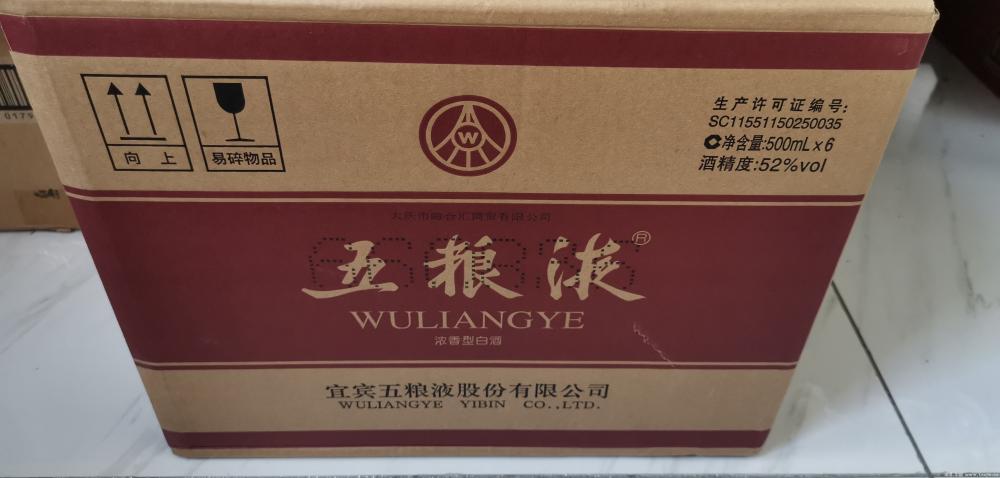 向 上
易碎物品
W
生产许可证编号:
SC11551150250035
C净含量:500mL×6
酒精度:52%vol
五粮液®
WULIANGYE
浓香型白酒
宜宾五粮液股份有限公司
WULIANGYE YIBIN CO.,LTD.
0179